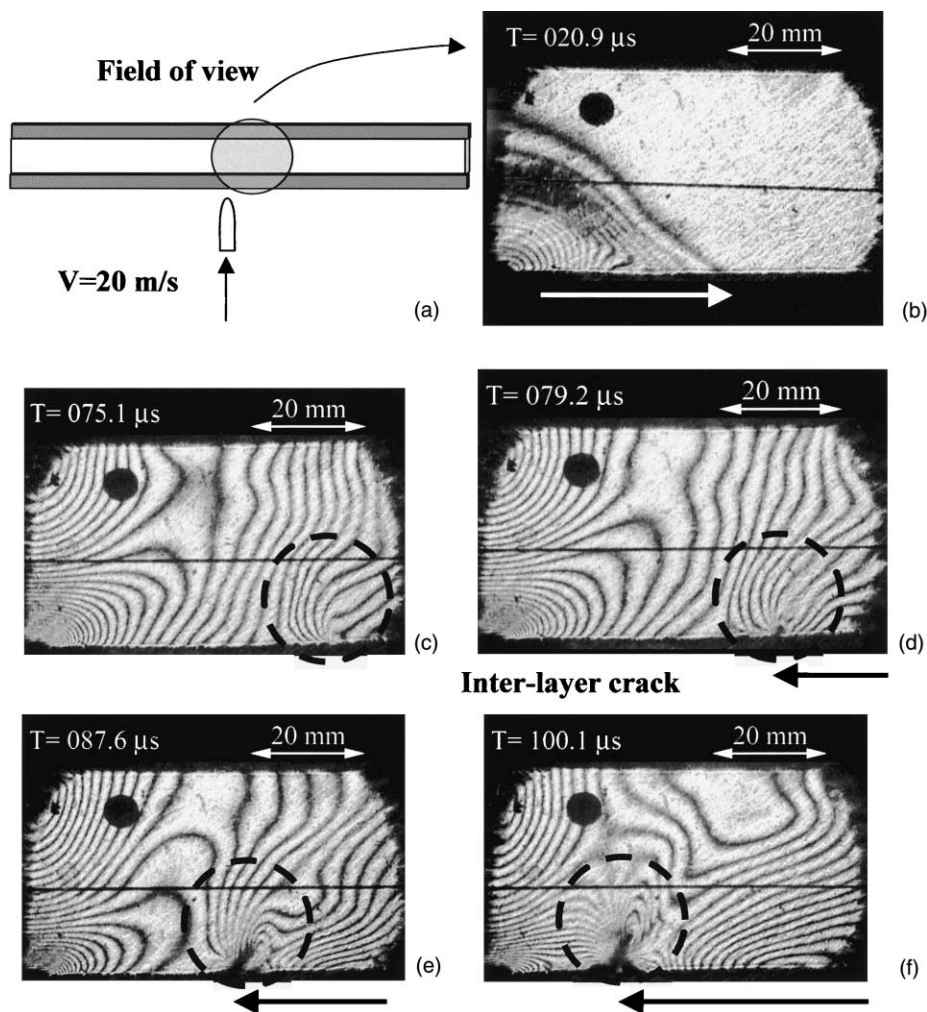 Field of view
V=20 m/s
(a)
T= 020.9 µs
20 mm
(b)
T= 075.1 µs
20 mm
(c)
T= 079.2 µs
20 mm
(d)
Inter-layer crack
T= 087.6 µs
20 mm
(e)
T= 100.1 µs
20 mm
(f)